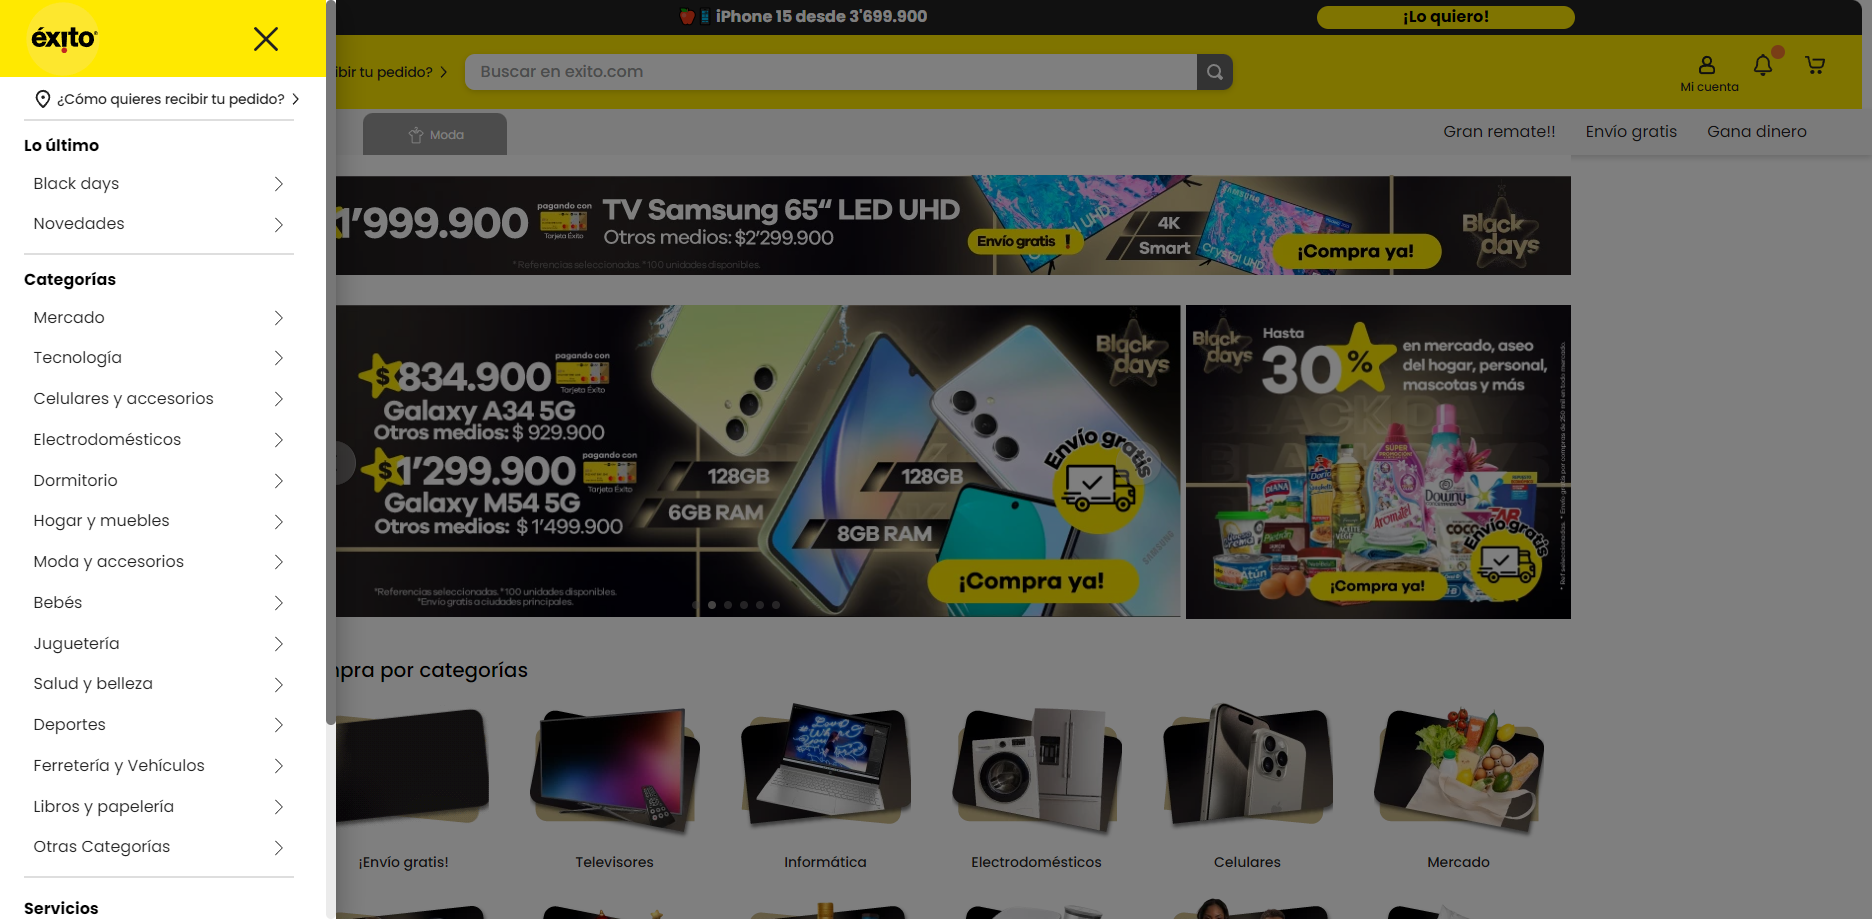 éxito
¿Cómo quieres recibir tu pedido?
Lo último
Black days
Novedades
Categorías
Mercado
Tecnología
Celulares y accesorios
Electrodomésticos
Dormitorio
Hogar y muebles
Moda y accesorios
Bebés
Juguetería
Salud y belleza
Deportes
Ferretería y Vehículos
Libros y papelería
Otras Categorías
Servicios
iPhone 15 desde 3'699.900
¡Lo quiero!
ibir tu pedido?
Buscar en exito.com
Mi cuenta
Moda
Gran remate!!
Envío gratis
Gana dinero
1'999.900
pagando con
Tarjeta Éxito
TV Samsung 65“ LED UHD
Otros medios: $2'299.900
*Referencias seleccionadas. *100 unidades disponibles.
Envío gratis !
4K
Smart
SAMSUNG
Crystal UHD
¡Compra ya!
Black days
$834.900
pagando con
Tarjeta Éxito
Galaxy A34 5G
Otros medios: $ 929.900
$1'299.900
pagando con
Tarjeta Éxito
Galaxy M54 5G
Otros medios: $ 1'499.900
128GB
6GB RAM
128GB
8GB RAM
Black days
Envío gratis
SAMSUNG
¡Compra ya!
*Referencias seleccionadas. *100 unidades disponibles.
*Envío gratis a ciudades principales.
Black days
Hasta
30%
en mercado, aseo
del hogar, personal,
mascotas y más
DIANA
Doria
Aromatel
Downy
Atún
Envío gratis
¡Compra ya!
mpra por categorías
¡Envío gratis!
Televisores
Informática
Electrodomésticos
Celulares
Mercado